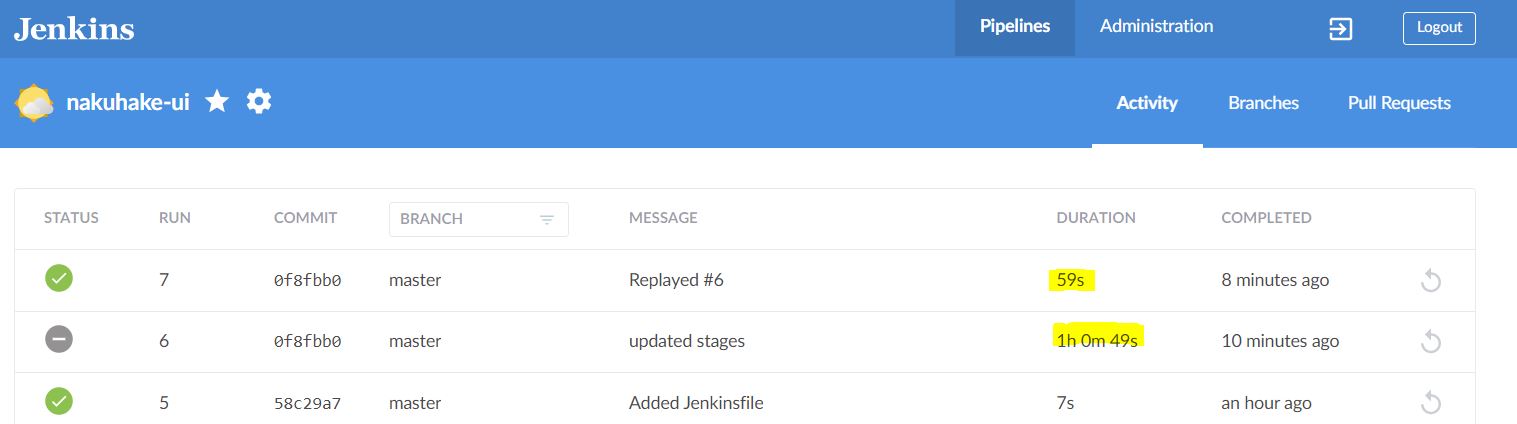 Jenkins Pipelines Administration Logout
nakuhake-ui Activity Branches Pull Requests
STATUS RUN COMMIT BRANCH MESSAGE DURATION COMPLETED
7 0f8fbb0 master Replayed #6 59s 8 minutes ago
6 0f8fbb0 master updated stages 1h 0m 49s 10 minutes ago
5 58c29a7 master Added Jenkinsfile 7s an hour ago